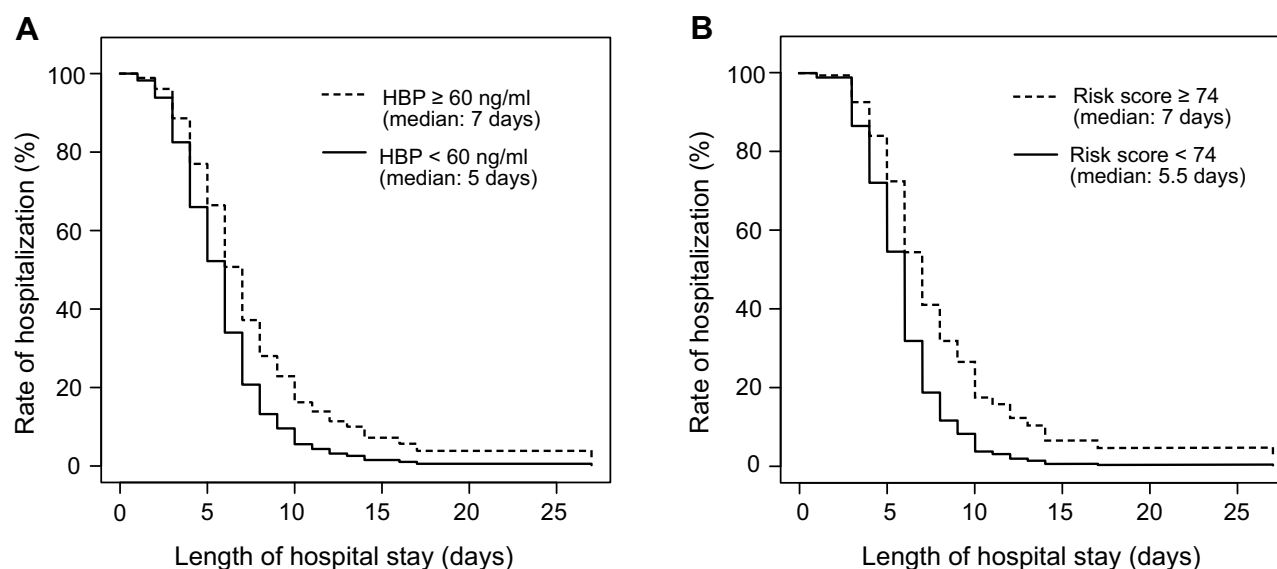 A
Rate of hospitalization (%)
100
80
60
40
20
0
HBP ≥ 60 ng/ml
(median: 7 days)
HBP < 60 ng/ml
(median: 5 days)
0 5 10 15 20 25
Length of hospital stay (days)
B
Rate of hospitalization (%)
100
80
60
40
20
0
Risk score ≥ 74
(median: 7 days)
Risk score < 74
(median: 5.5 days)
0 5 10 15 20 25
Length of hospital stay (days)